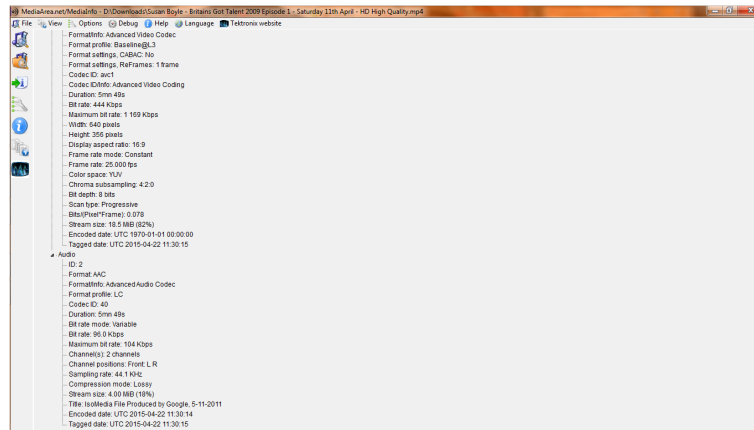 MediaArea.net/MediaInfo - D:\Downloads\Susan Boyle - Britains Got Talent 2009 Episode 1 - Saturday 11th April - HD High Quality.mp4
File View Options Debug Help Language Tektronix website
Format/Info: Advanced Video Codec
Format profile: Baseline@L3
Format settings, CABAC: No
Format settings, ReFrames: 1 frame
Codec ID: avc1
Codec ID/Info: Advanced Video Coding
Duration: 5mn 49s
Bit rate: 444 Kbps
Maximum bit rate: 1 169 Kbps
Width: 640 pixels
Height: 356 pixels
Display aspect ratio: 16:9
Frame rate mode: Constant
Frame rate: 25.000 fps
Color space: YUV
Chroma subsampling: 4:2:0
Bit depth: 8 bits
Scan type: Progressive
Bits/(Pixel*Frame): 0.078
Stream size: 18.5 MiB (82%)
Encoded date: UTC 1970-01-01 00:00:00
Tagged date: UTC 2015-04-22 11:30:15
Audio
ID: 2
Format: AAC
Format/Info: Advanced Audio Codec
Format profile: LC
Codec ID: 40
Duration: 5mn 49s
Bit rate mode: Variable
Bit rate: 96.0 Kbps
Maximum bit rate: 104 Kbps
Channel(s): 2 channels
Channel positions: Front: L R
Sampling rate: 44.1 KHz
Compression mode: Lossy
Stream size: 4.00 MiB (18%)
Title: IsoMedia File Produced by Google, 5-11-2011
Encoded date: UTC 2015-04-22 11:30:14
Tagged date: UTC 2015-04-22 11:30:15